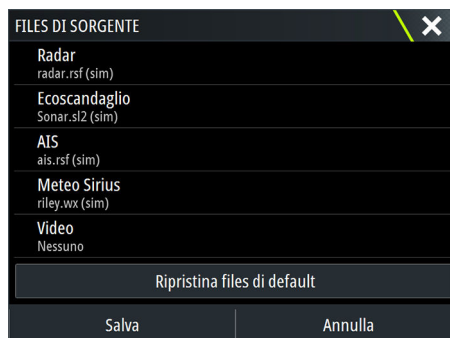 FILES DI SORGENTE
Radar
radar.rsf (sim)
Ecoscandaglio
Sonar.sl2 (sim)
AIS
ais.rsf (sim)
Meteo Sirius
riley.wx (sim)
Video
Nessuno
Ripristina files di default
Salva Annulla